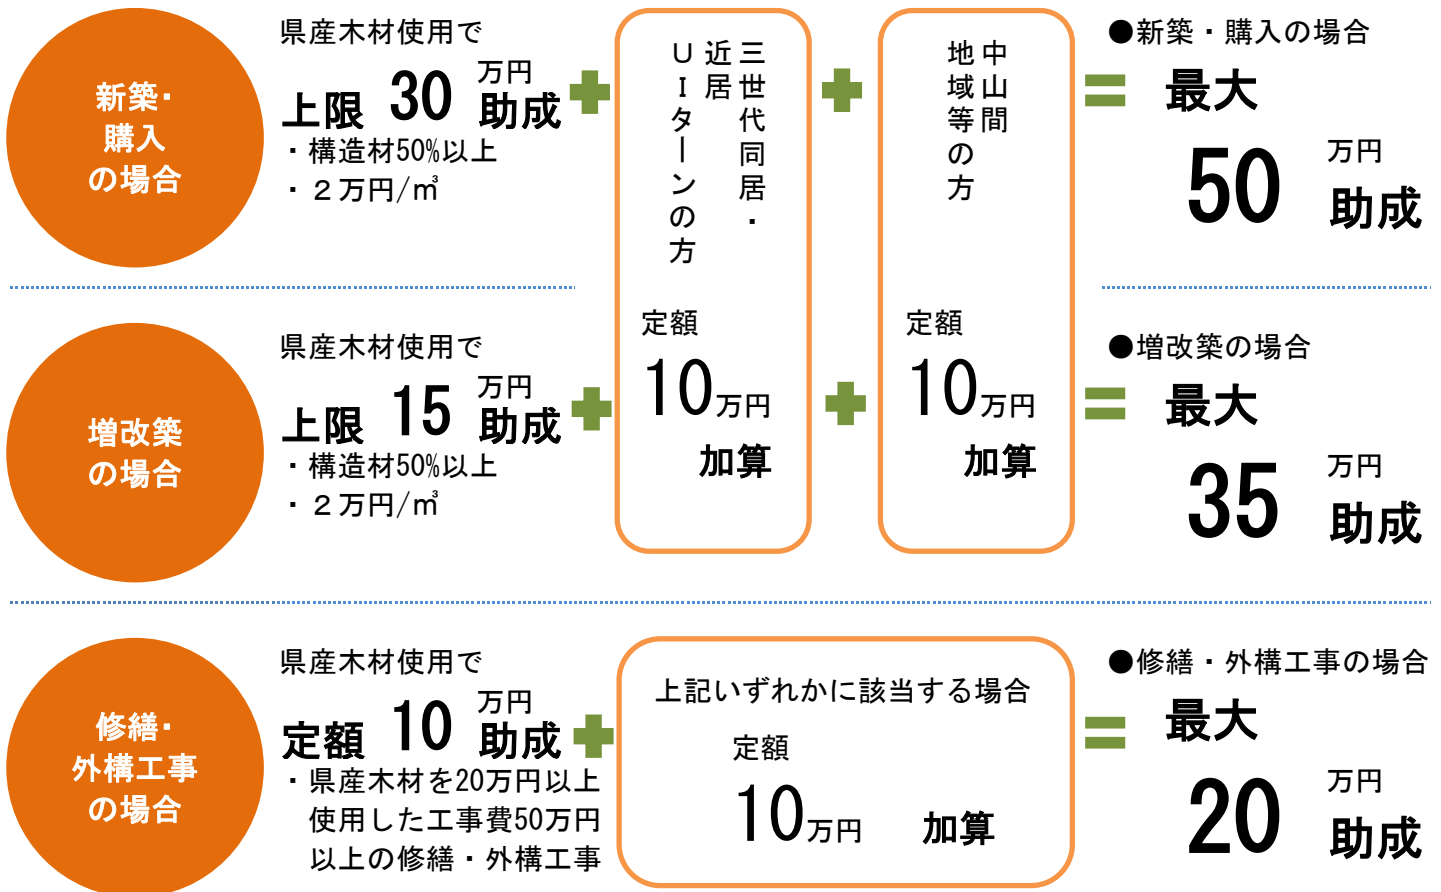 新築・
購入
の場合
県産木材使用で
上限 30 万円助成
・構造材50%以上
・２万円/㎥
三世代同居・
近居
ＵＩターンの方
中山間
地域等の方
●新築・購入の場合
最大
50 万円助成
増改築
の場合
県産木材使用で
上限 15 万円助成
・構造材50%以上
・２万円/㎥
定額
10万円
加算
定額
10万円
加算
●増改築の場合
最大
35 万円助成
修繕・
外構工事
の場合
県産木材使用で
定額 10 万円助成
・県産木材を20万円以上
使用した工事費50万円
以上の修繕・外構工事
上記いずれかに該当する場合
定額
10万円 加算
●修繕・外構工事の場合
最大
20 万円助成